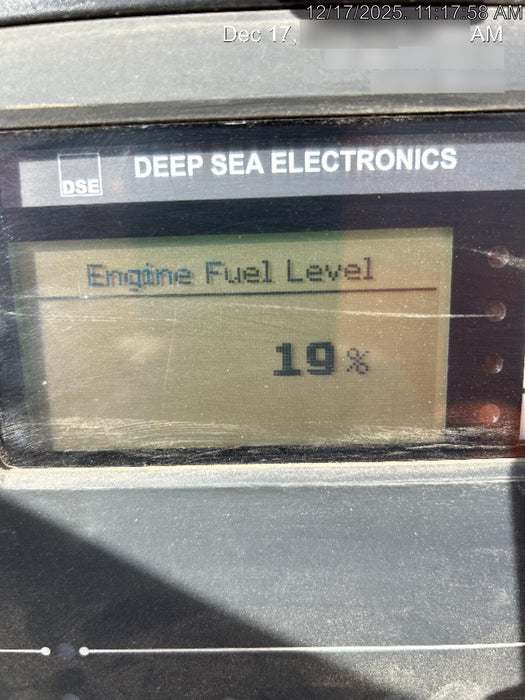 12/17/2025. 11:17:58 AM
Dec 17, AM
DSE
DEEP SEA ELECTRONICS
Engine Fuel Level
19 %